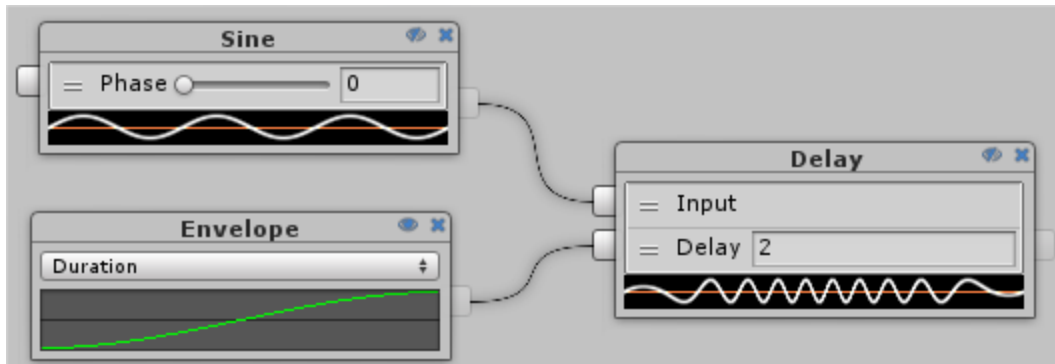 Sine
Phase 0
Delay
Input
Delay 2
Envelope
Duration